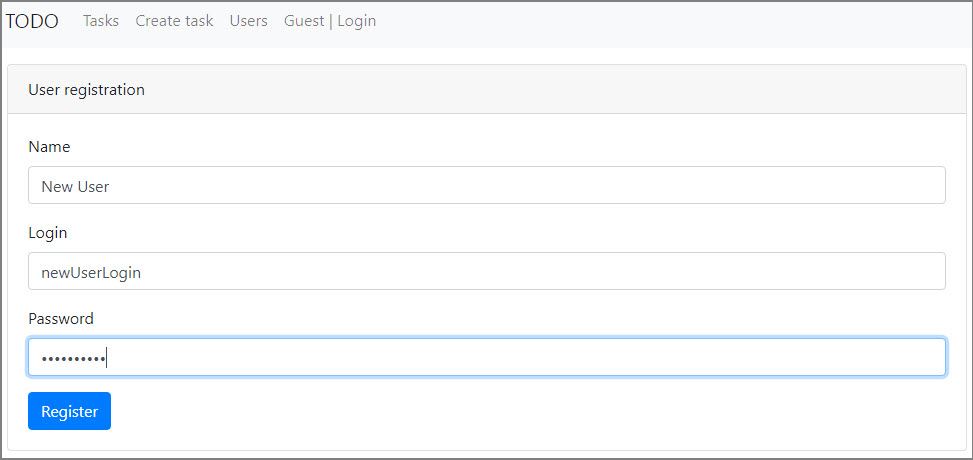 TODO Tasks Create task Users Guest | Login
User registration
Name
New User
Login
newUserLogin
Password
••••••••••
Register